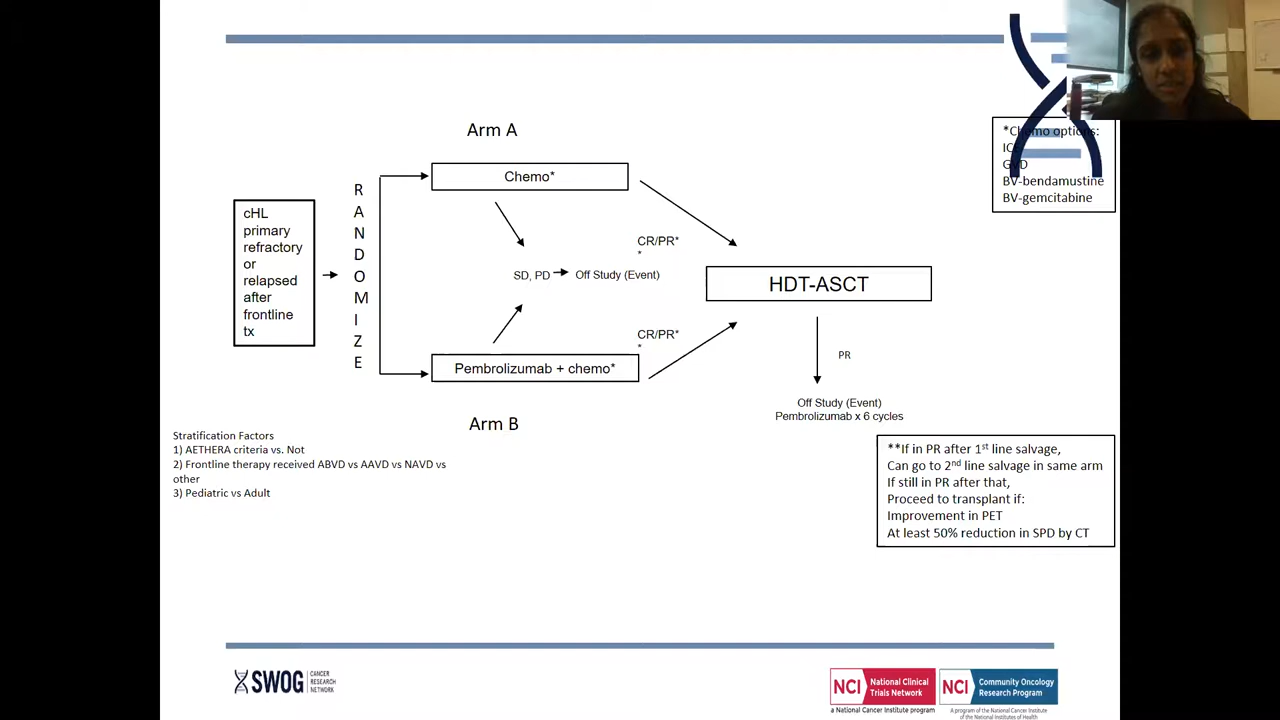 Arm A
*Chemo options:
ICE
GVD
BV-bendamustine
BV-gemcitabine
Chemo*
R
A
N
D
O
M
I
Z
E
cHL
primary
refractory
or
relapsed
after
frontline
tx
CR/PR*
*
SD, PD
Off Study (Event)
HDT-ASCT
CR/PR*
*
PR
Pembrolizumab + chemo*
Off Study (Event)
Pembrolizumab x 6 cycles
Arm B
Stratification Factors
1) AETHERA criteria vs. Not
2) Frontline therapy received ABVD vs AAVD vs NAVD vs
other
3) Pediatric vs Adult
**If in PR after 1st line salvage,
Can go to 2nd line salvage in same arm
If still in PR after that,
Proceed to transplant if:
Improvement in PET
At least 50% reduction in SPD by CT
SWOG
CANCER
RESEARCH
NETWORK
NCI
National Clinical
Trials Network
a National Cancer Institute program
NCI
Community Oncology
Research Program
A program of the National Cancer Institute
of the National Institutes of Health